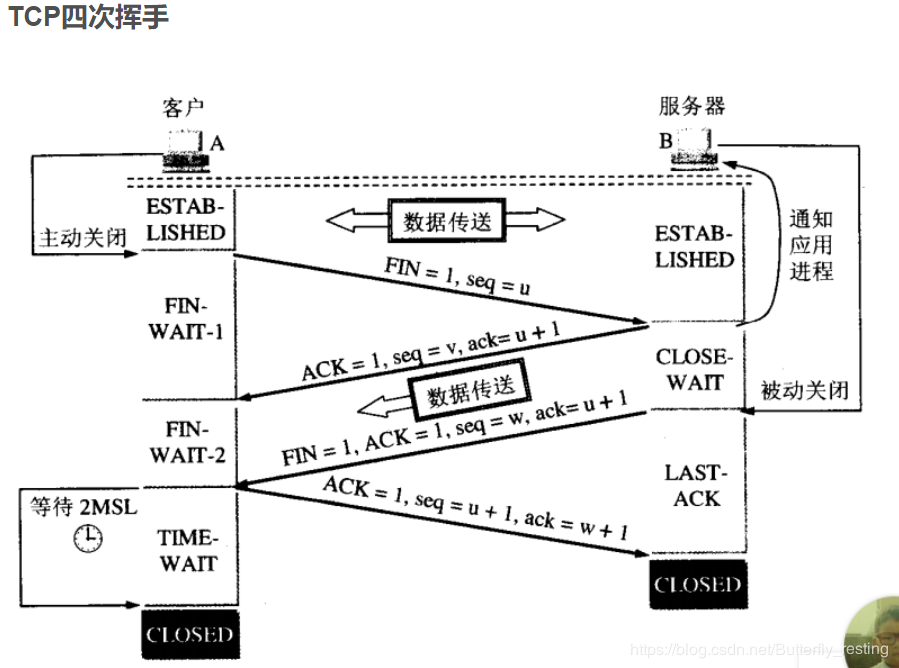 TCP四次挥手
客户
服务器
A
B
ESTAB-
LISHED
数据传送
ESTAB-
LISHED
通知
应用
进程
主动关闭
FIN = 1, seq = u
FIN-
WAIT-1
ACK = 1, seq = v, ack= u + 1
CLOSE-
WAIT
数据传送
被动关闭
FIN-
WAIT-2
FIN = 1, ACK = 1, seq = w, ack= u + 1
LAST-
ACK
等待 2MSL
ACK = 1, seq = u + 1, ack = w + 1
TIME-
WAIT
CLOSED
CLOSED
https://blog.csdn.net/Butterfly_resting